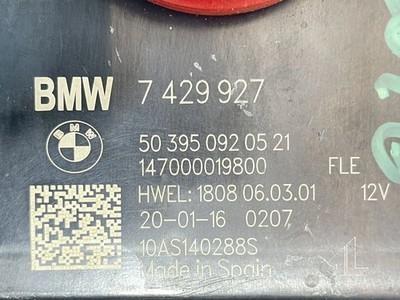 BMW 7 429 927
BMW
50 395 092 05 21
147000019800 FLE
HWEL: 1808 06.03.01 12V
20-01-16 0207
10AS140288S
Made in Spain